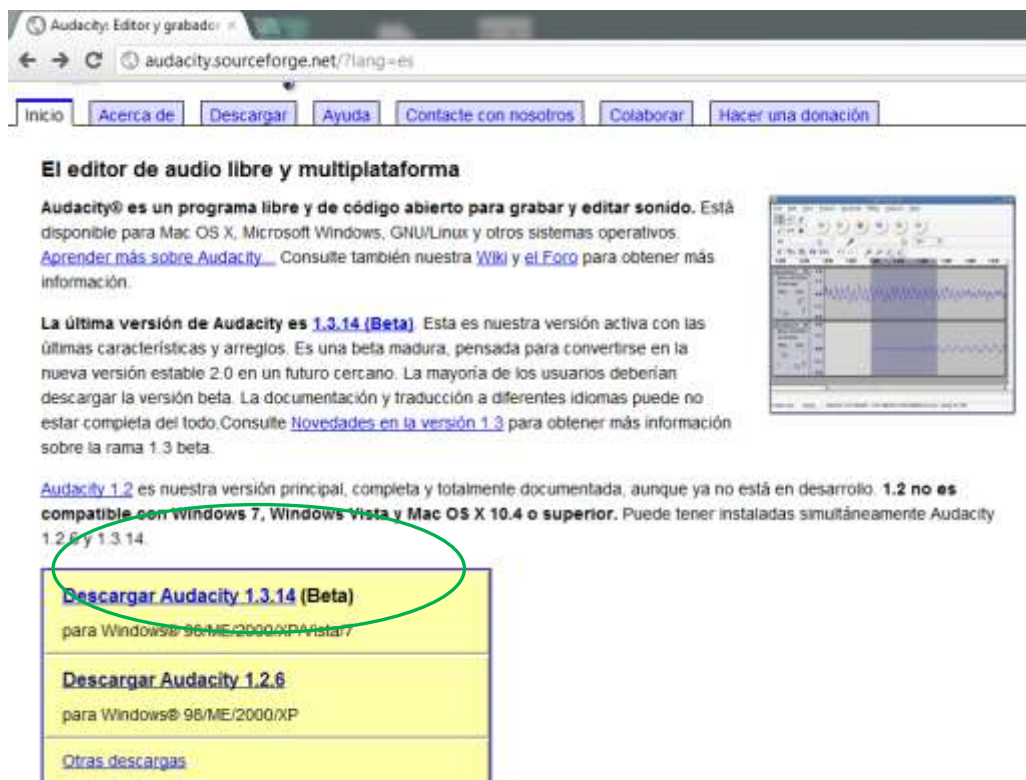 Audacity: Editor y grabador
audacity.sourceforge.net/?lang=es
Inicio Acerca de Descargar Ayuda Contacte con nosotros Colaborar Hacer una donación
El editor de audio libre y multiplataforma
Audacity® es un programa libre y de código abierto para grabar y editar sonido. Está
disponible para Mac OS X, Microsoft Windows, GNU/Linux y otros sistemas operativos.
Aprender más sobre Audacity... Consulte también nuestra Wiki y el Foro para obtener más
información.
La última versión de Audacity es 1.3.14 (Beta). Esta es nuestra versión activa con las
últimas características y arreglos. Es una beta madura, pensada para convertirse en la
nueva versión estable 2.0 en un futuro cercano. La mayoría de los usuarios deberían
descargar la versión beta. La documentación y traducción a diferentes idiomas puede no
estar completa del todo.Consulte Novedades en la versión 1.3 para obtener más información
sobre la rama 1.3 beta.
Audacity 1.2 es nuestra versión principal, completa y totalmente documentada, aunque ya no está en desarrollo. 1.2 no es
compatible con Windows 7, Windows Vista y Mac OS X 10.4 o superior. Puede tener instaladas simultáneamente Audacity
1.2.6 y 1.3.14.
Descargar Audacity 1.3.14 (Beta)
para Windows® 98/ME/2000/XP/Vista/7
Descargar Audacity 1.2.6
para Windows® 98/ME/2000/XP
Otras descargas